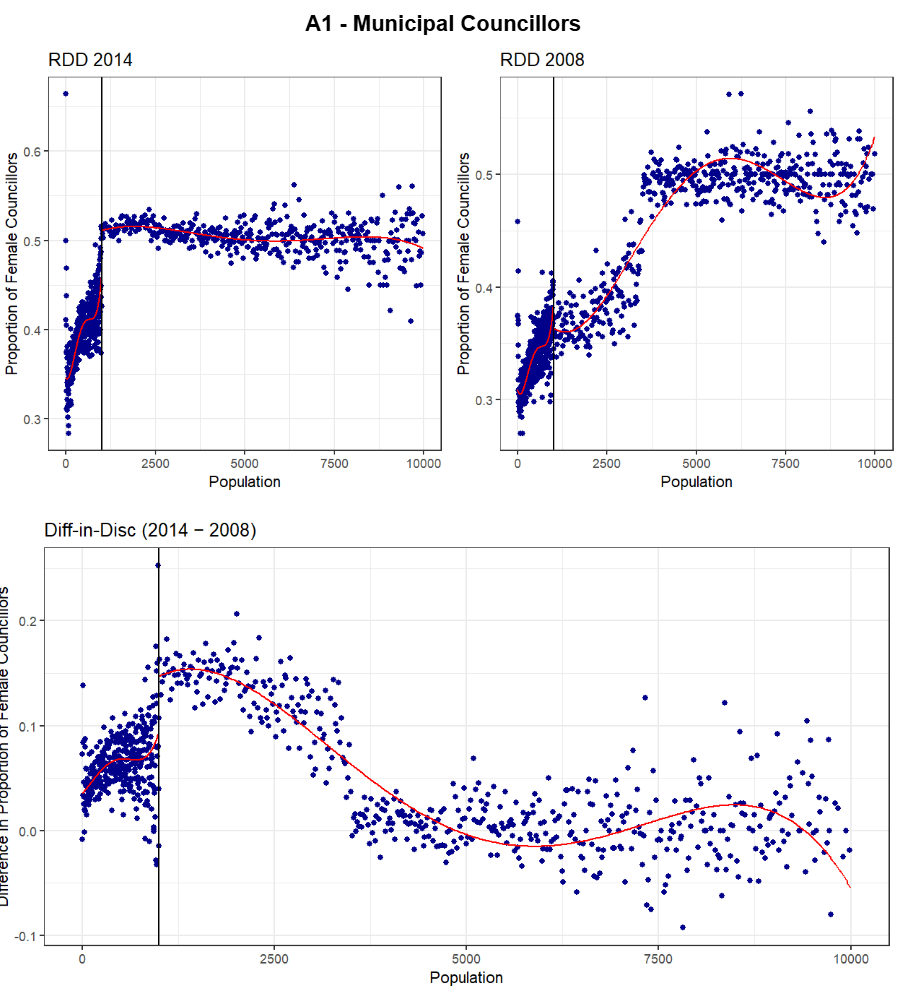 A1 - Municipal Councillors
RDD 2014
Proportion of Female Councillors
0.6
0.5
0.4
0.3
0
2500
5000
7500
10000
Population
RDD 2008
Proportion of Female Councillors
0.5
0.4
0.3
0
2500
5000
7500
10000
Population
Diff-in-Disc (2014 − 2008)
Difference in Proportion of Female Councillors
0.2
0.1
0.0
-0.1
0
2500
5000
7500
10000
Population